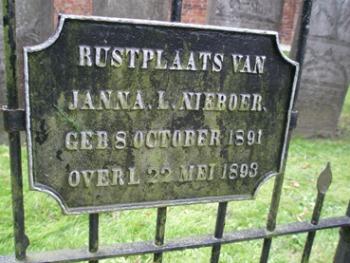 RUSTPLAATS VAN
JANNA. L. NIEBOER.
GEB 8 OCTOBER 1891
OVERL 22 MEI 1893